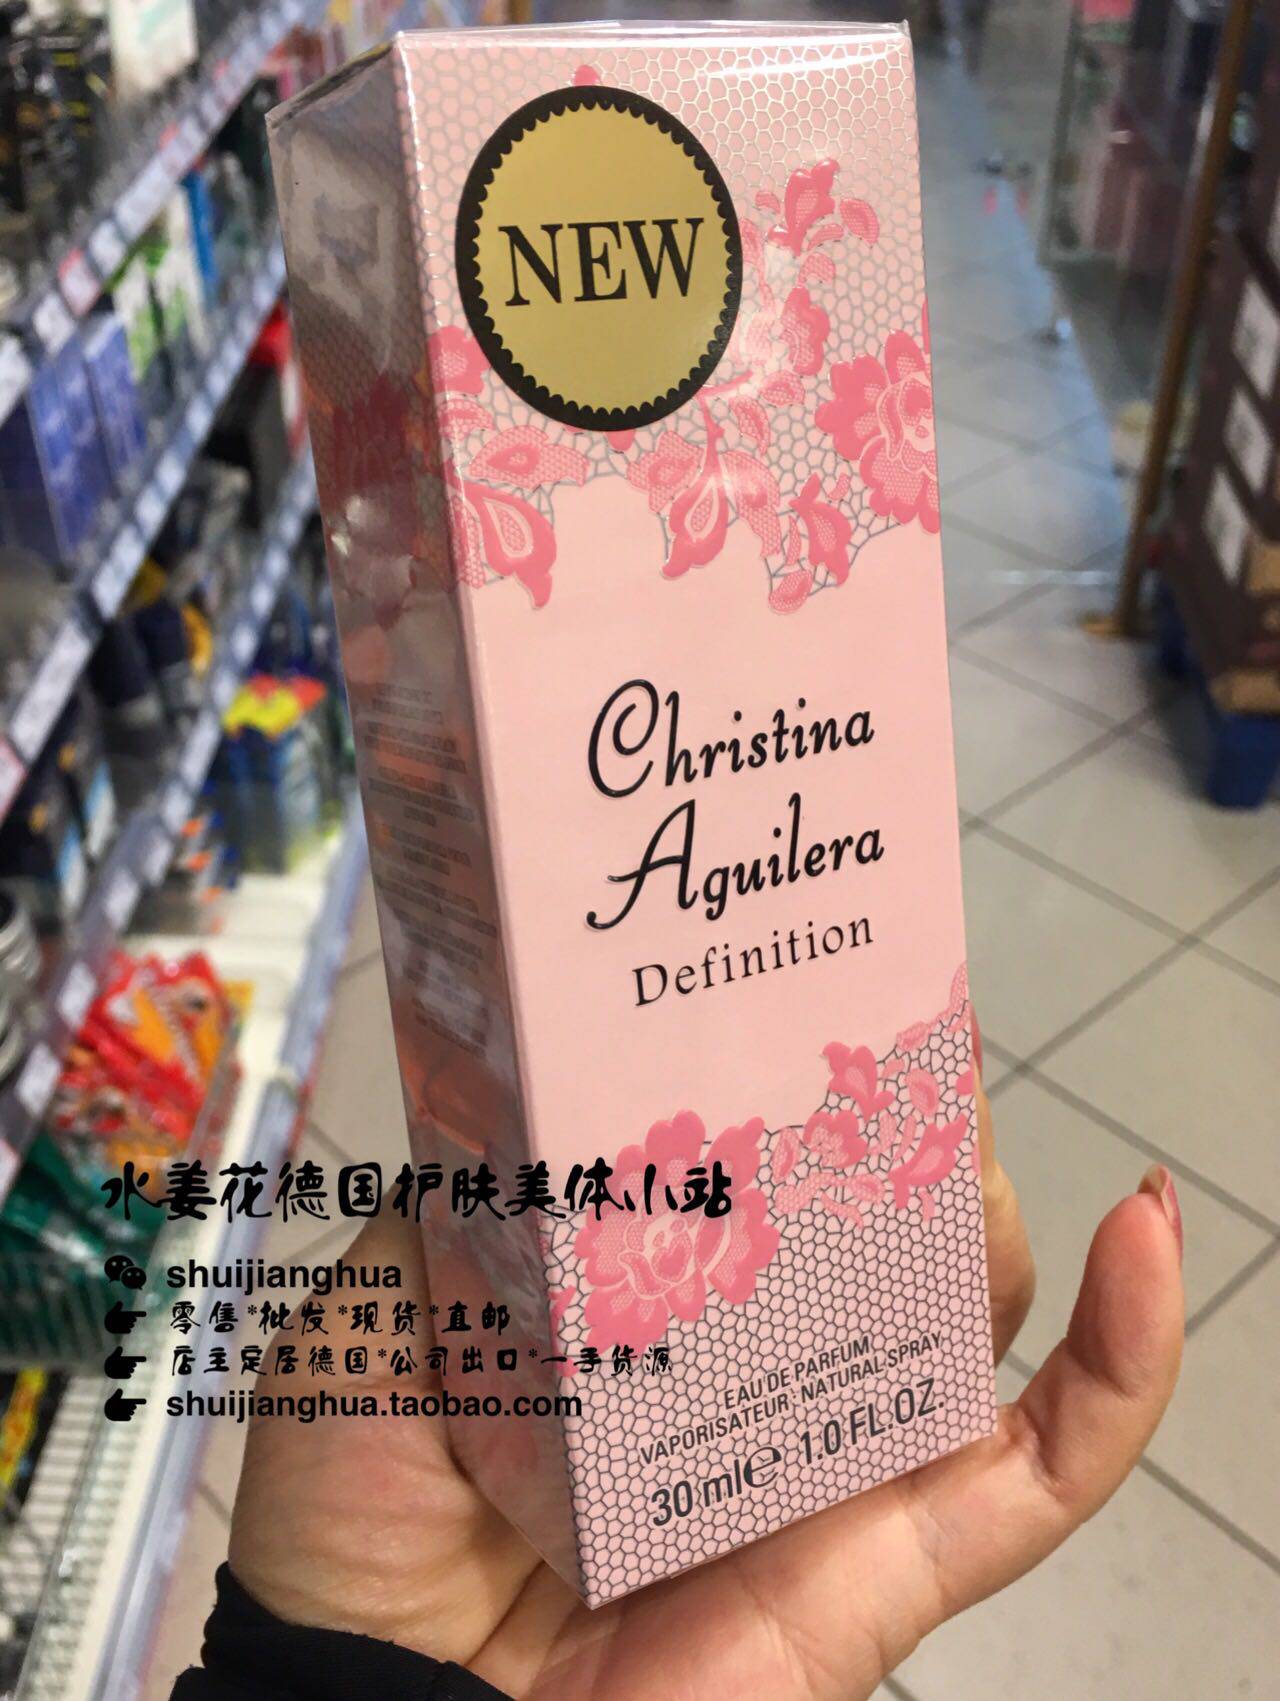 NEW
Christina
Aguilera
Definition
水姜花德国护肤美体小站
shuijianghua
零售*批发*现货*直邮
店主定居德国*公司出口*一手货源
shuijianghua.taobao.com
EAU DE PARFUM
VAPORISATEUR·NATURAL SPRAY
30 ml e 1.0 FL.OZ.